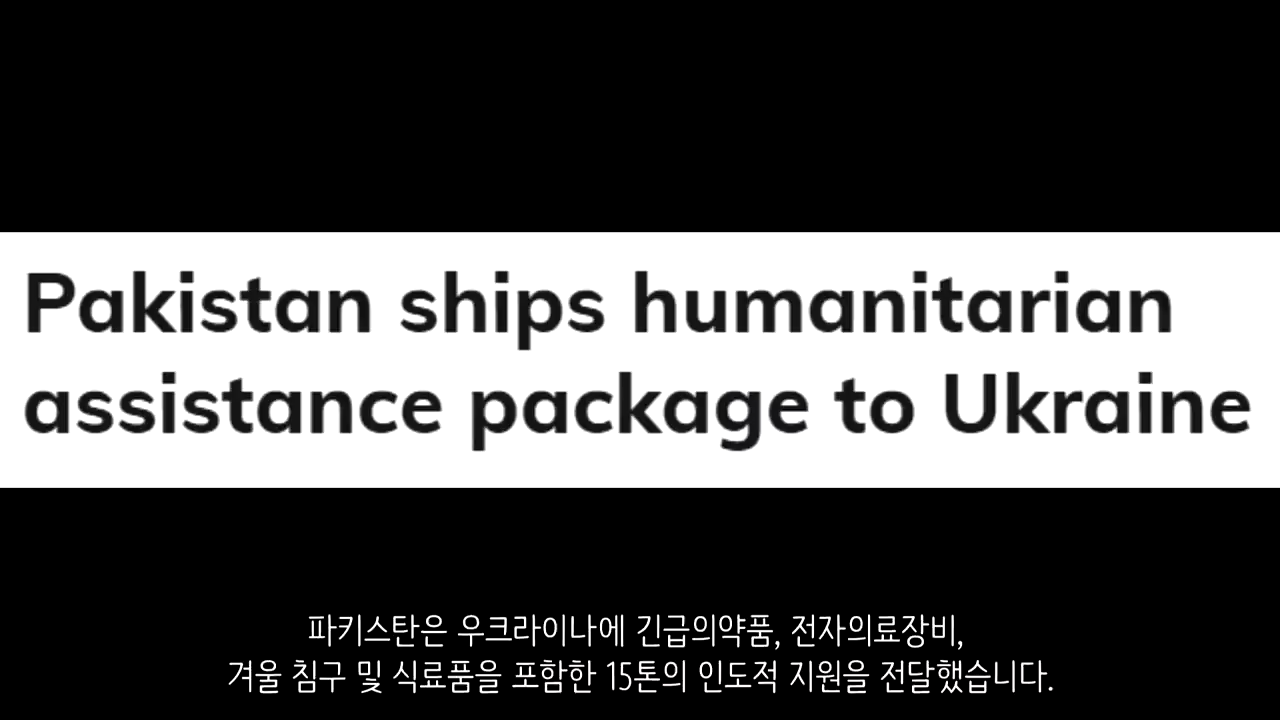 Pakistan ships humanitarian
assistance package to Ukraine
파키스탄은 우크라이나에 긴급의약품, 전자의료장비,
겨울 침구 및 식료품을 포함한 15톤의 인도적 지원을 전달했습니다.